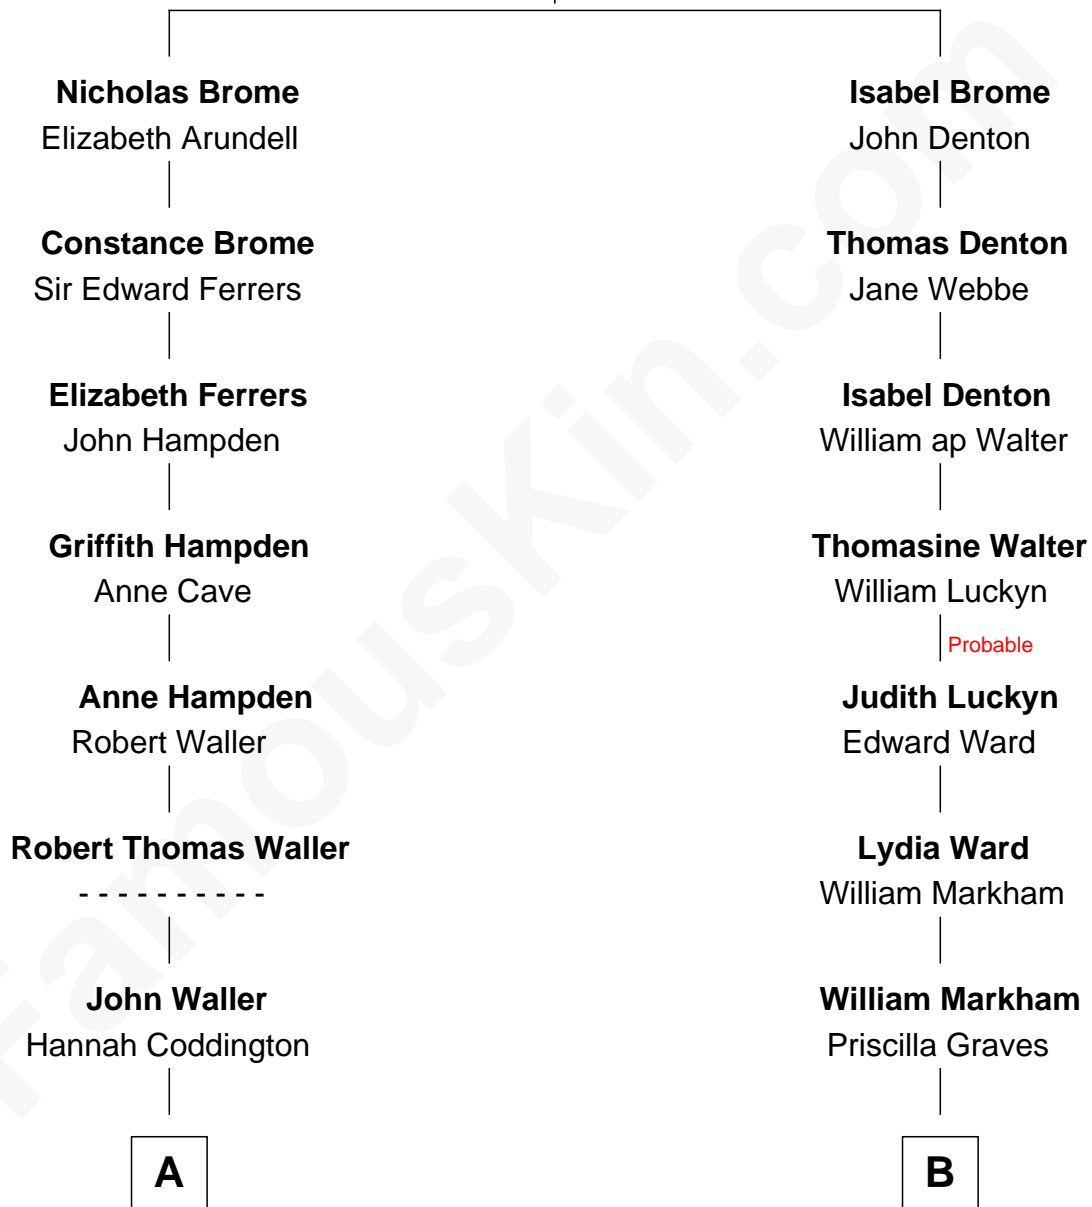 Nicholas Brome
Elizabeth Arundell
Isabel Brome
John Denton
Constance Brome
Sir Edward Ferrers
Thomas Denton
Jane Webbe
Elizabeth Ferrers
John Hampden
Isabel Denton
William ap Walter
Griffith Hampden
Anne Cave
Thomasine Walter
William Luckyn
Probable
Anne Hampden
Robert Waller
Judith Luckyn
Edward Ward
Robert Thomas Waller
- - - - - - - - - -
Lydia Ward
William Markham
John Waller
Hannah Coddington
William Markham
Priscilla Graves
A
B
FamousKin.com